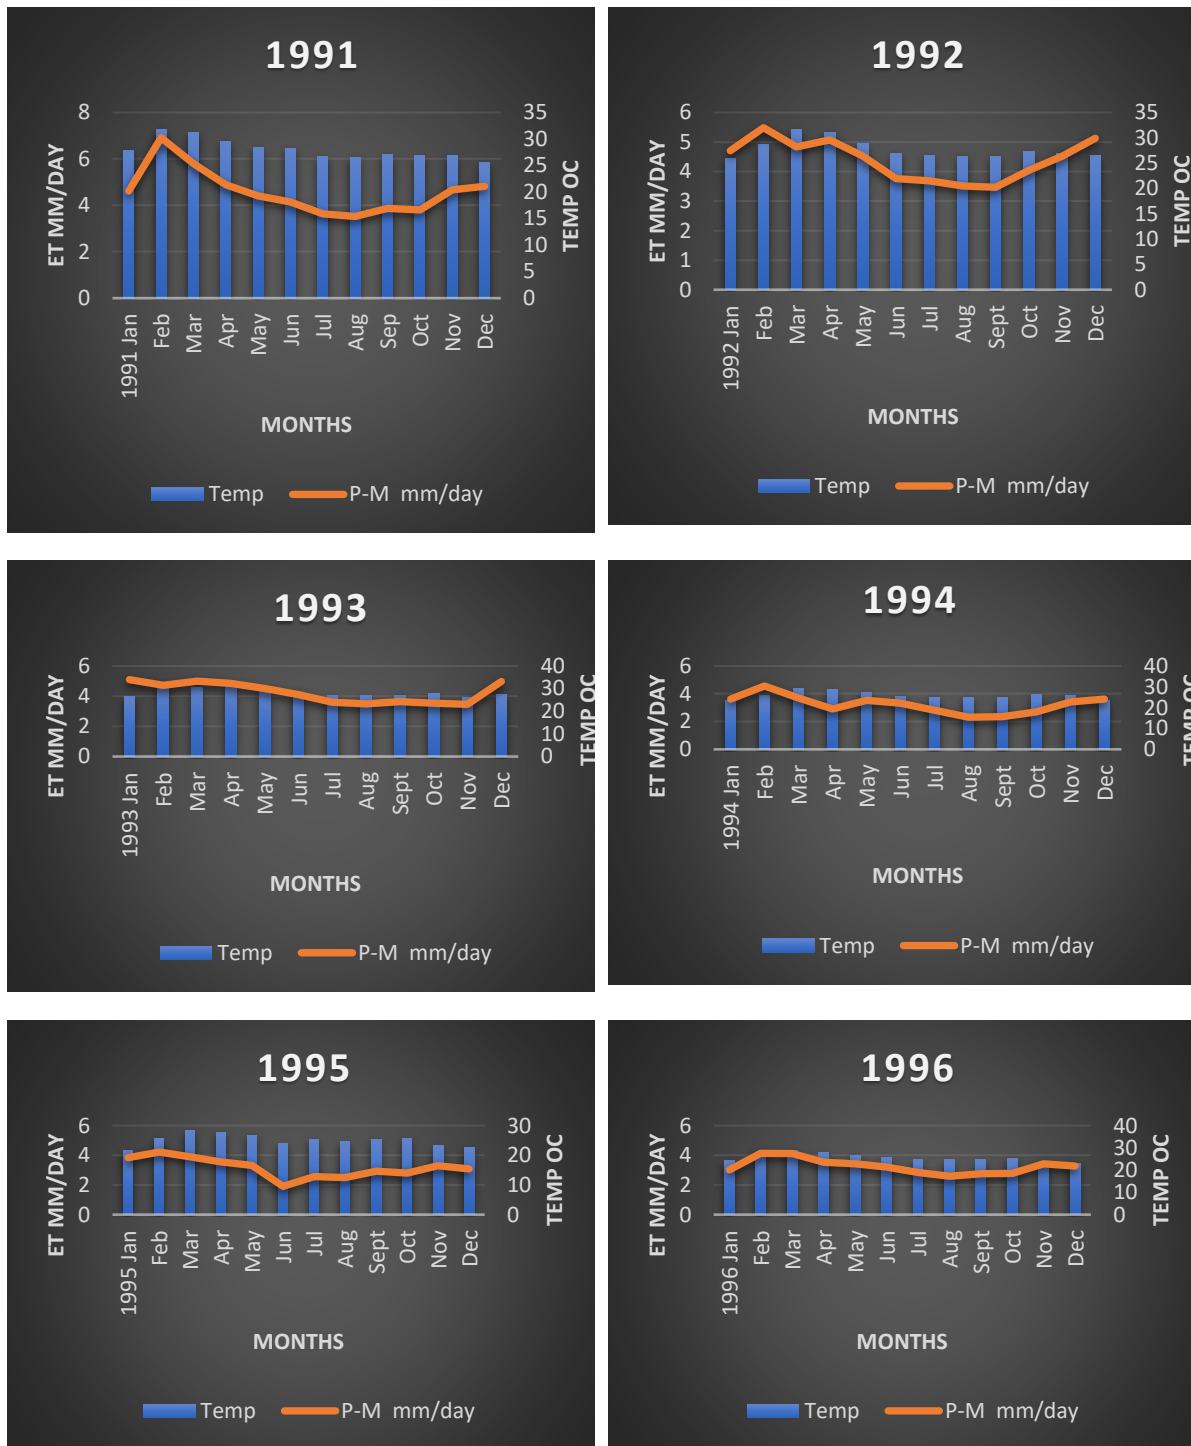 1991
8
6
4
2
0
35
30
25
20
15
10
5
0
ET MM/DAY
TEMP OC
1991 Jan
Feb
Mar
Apr
May
Jun
Jul
Aug
Sep
Oct
Nov
Dec
MONTHS
Temp
P-M mm/day
1992
6
5
4
3
2
1
0
35
30
25
20
15
10
5
0
ET MM/DAY
TEMP OC
1992 Jan
Feb
Mar
Apr
May
Jun
Jul
Aug
Sept
Oct
Nov
Dec
MONTHS
Temp
P-M mm/day
1993
6
4
2
0
40
30
20
10
0
ET MM/DAY
TEMP OC
1993 Jan
Feb
Mar
Apr
May
Jun
Jul
Aug
Sept
Oct
Nov
Dec
MONTHS
Temp
P-M mm/day
1994
6
4
2
0
40
30
20
10
0
ET MM/DAY
TEMP OC
1994 Jan
Feb
Mar
Apr
May
Jun
Jul
Aug
Sept
Oct
Nov
Dec
MONTHS
Temp
P-M mm/day
1995
6
4
2
0
30
20
10
0
ET MM/DAY
TEMP OC
1995 Jan
Feb
Mar
Apr
May
Jun
Jul
Aug
Sept
Oct
Nov
Dec
MONTHS
Temp
P-M mm/day
1996
6
4
2
0
40
30
20
10
0
ET MM/DAY
TEMP OC
1996 Jan
Feb
Mar
Apr
May
Jun
Jul
Aug
Sept
Oct
Nov
Dec
MONTHS
Temp
P-M mm/day